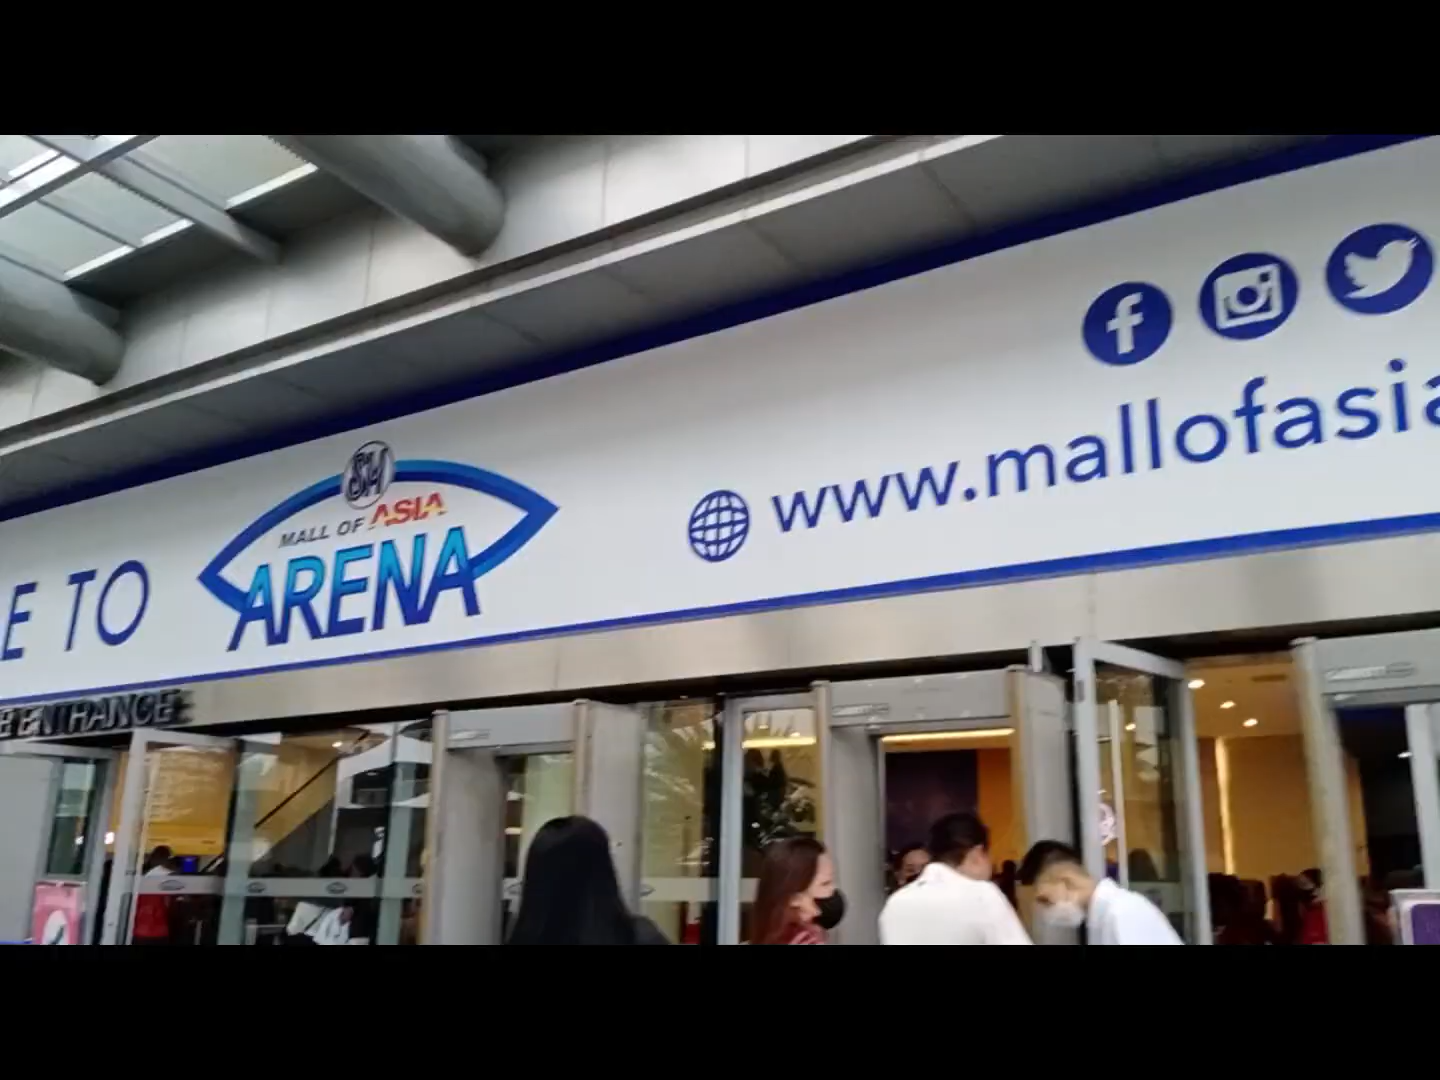 E TO
SM
MALL OF ASIA
ARENA
www.mallofasia
ENTRANCE